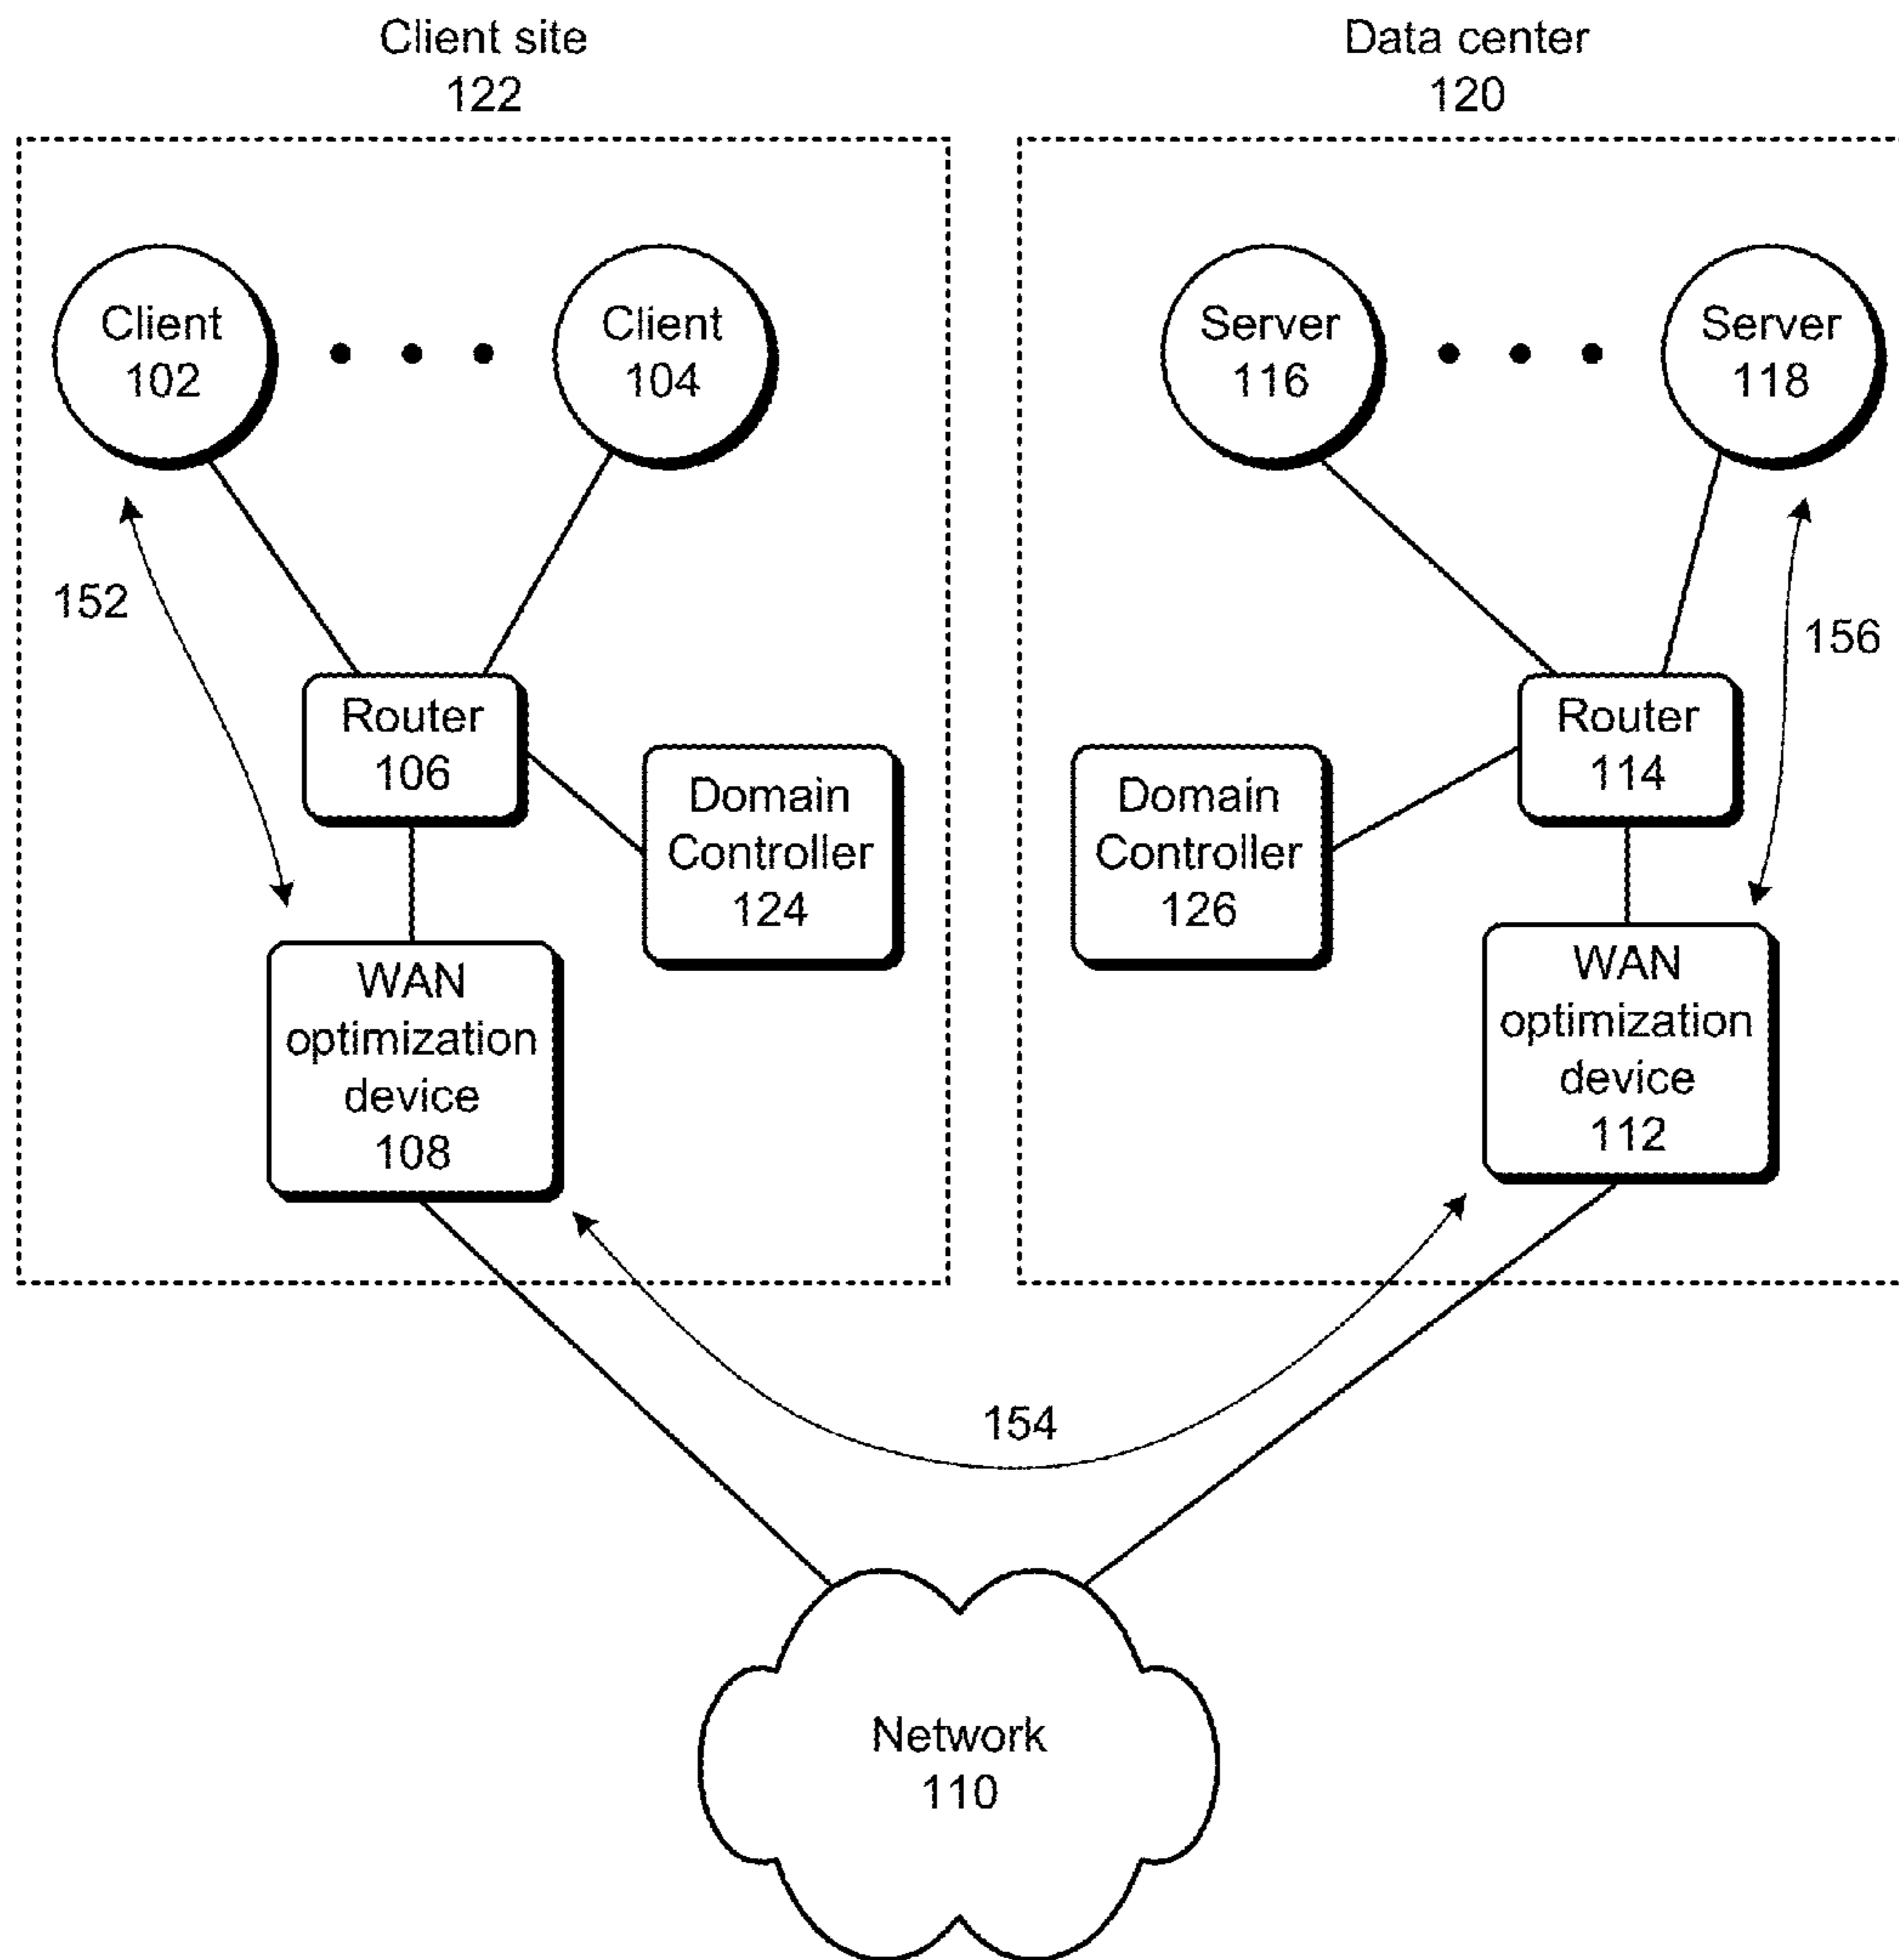 Client site
122
Data center
120
Client
102
Client
104
Server
116
Server
118
152
156
Router
106
Router
114
Domain
Controller
124
Domain
Controller
126
WAN
optimization
device
108
WAN
optimization
device
112
154
Network
110